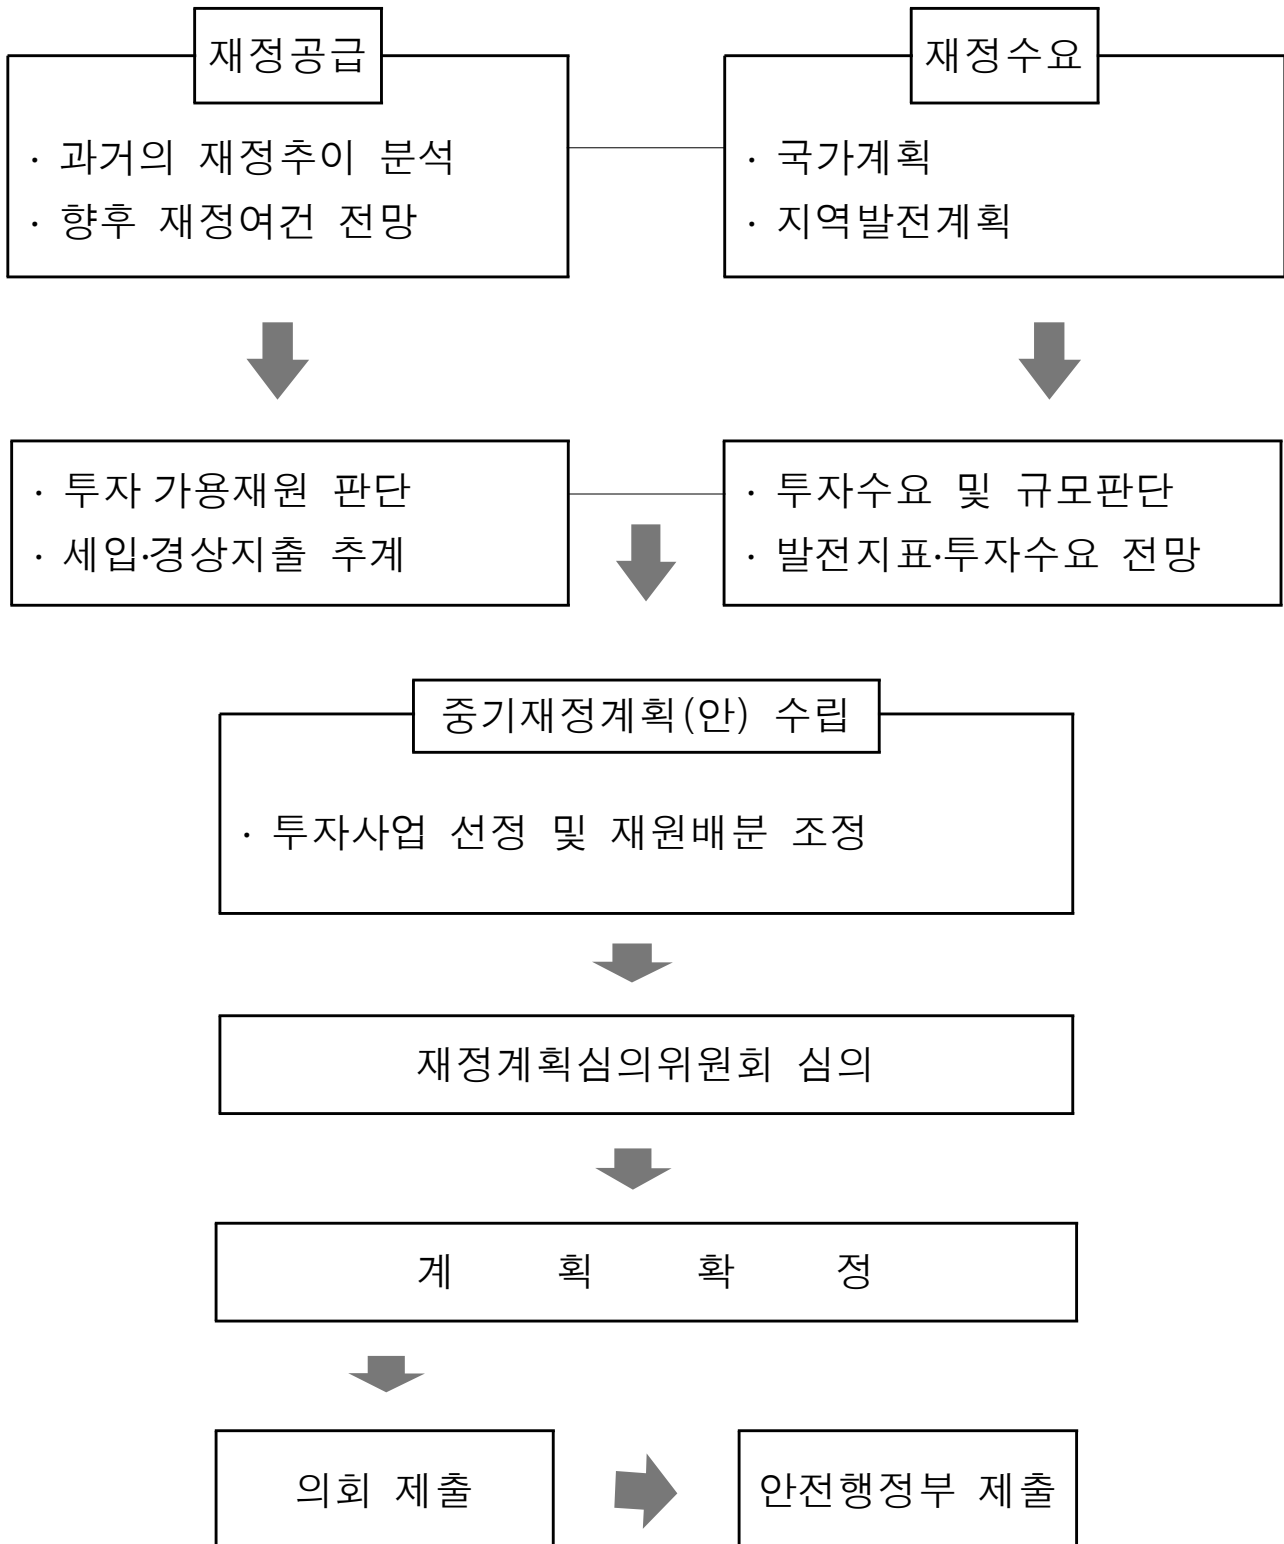 재정공급
· 과거의 재정추이 분석
· 향후 재정여건 전망
재정수요
· 국가계획
· 지역발전계획
· 투자 가용재원 판단
· 세입·경상지출 추계
· 투자수요 및 규모판단
· 발전지표·투자수요 전망
중기재정계획(안) 수립
· 투자사업 선정 및 재원배분 조정
재정계획심의위원회 심의
계 획 확 정
의회 제출
안전행정부 제출